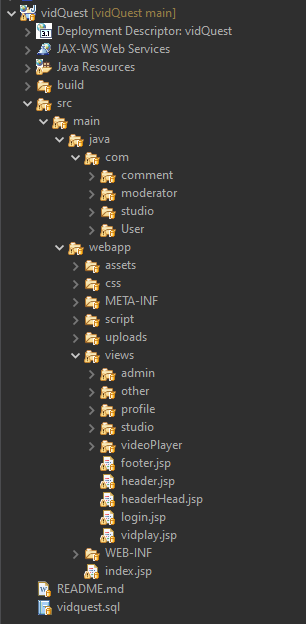 vidQuest [vidQuest main]
3.1 Deployment Descriptor: vidQuest
JAX-WS Web Services
Java Resources
build
src
main
java
com
comment
moderator
studio
User
webapp
assets
css
META-INF
script
uploads
views
admin
other
profile
studio
videoPlayer
footer.jsp
header.jsp
headerHead.jsp
login.jsp
vidplay.jsp
WEB-INF
index.jsp
README.md
vidquest.sql